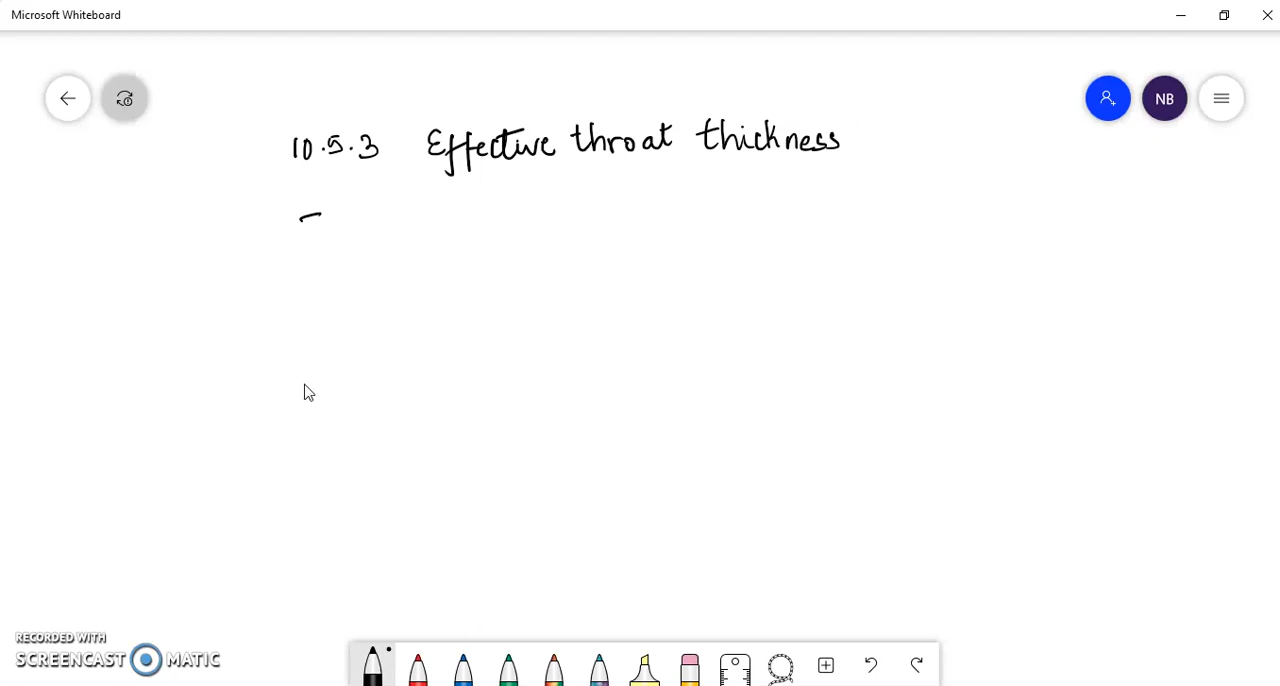 Microsoft Whiteboard
NB
10.5.3 Effective throat thickness
RECORDED WITH
SCREENCAST MATIC